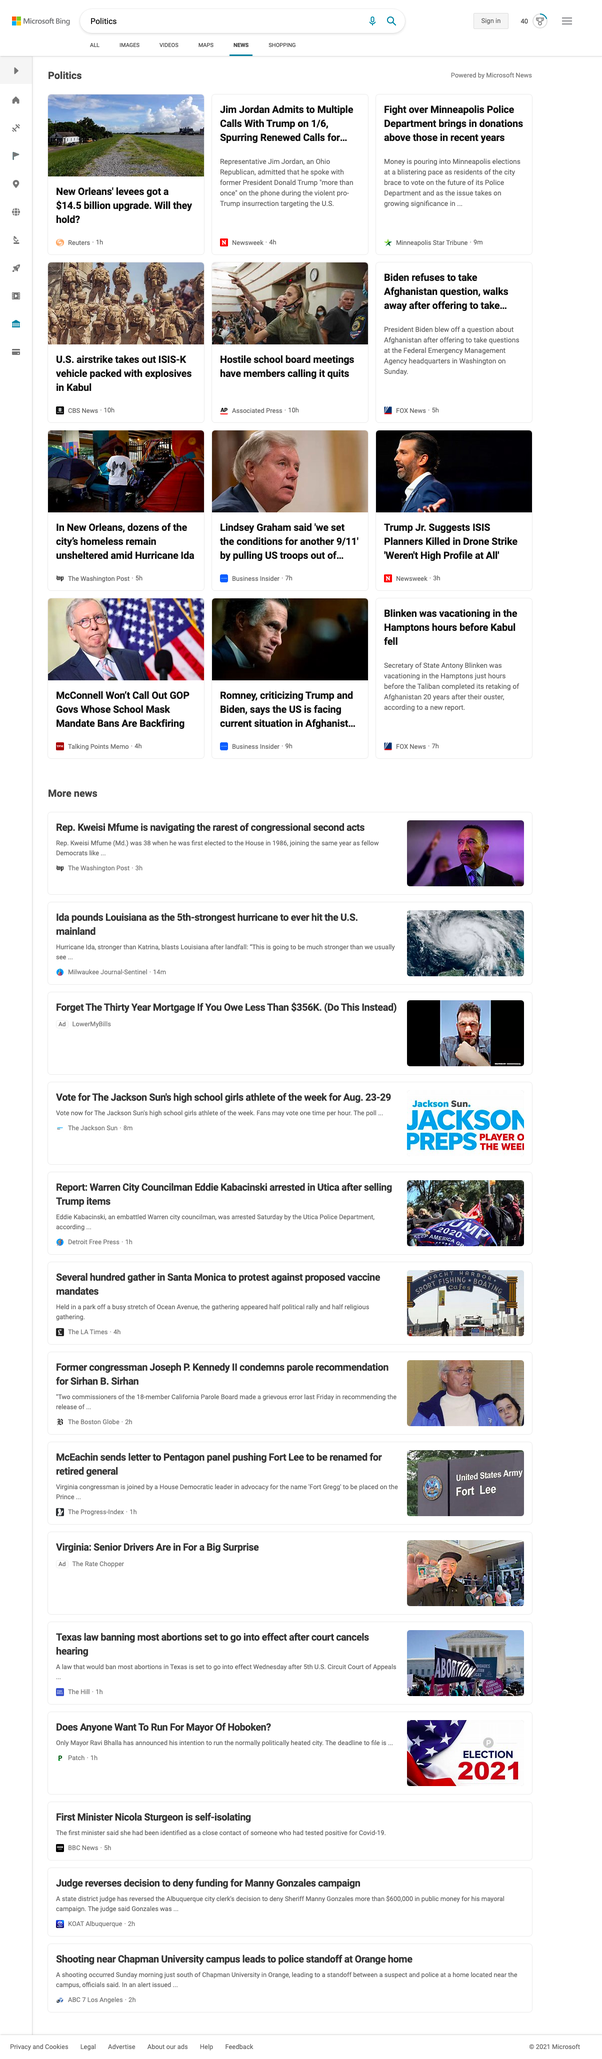 Microsoft Bing
Politics
Sign in
40
ALL
IMAGES
VIDEOS
MAPS
NEWS
SHOPPING
Politics
Powered by Microsoft News
New Orleans' levees got a
$14.5 billion upgrade. Will they
hold?
Reuters · 1h
Jim Jordan Admits to Multiple
Calls With Trump on 1/6,
Spurring Renewed Calls for...
Representative Jim Jordan, an Ohio
Republican, admitted that he spoke with
former President Donald Trump "more than
once" on the phone during the violent pro-
Trump insurrection targeting the U.S.
Newsweek · 4h
Fight over Minneapolis Police
Department brings in donations
above those in recent years
Money is pouring into Minneapolis elections
at a blistering pace as residents of the city
brace to vote on the future of its Police
Department and as the issue takes on
growing significance in ...
Minneapolis Star Tribune · 9m
U.S. airstrike takes out ISIS-K
vehicle packed with explosives
in Kabul
CBS News · 10h
Hostile school board meetings
have members calling it quits
AP
Associated Press · 10h
Biden refuses to take
Afghanistan question, walks
away after offering to take...
President Biden blew off a question about
Afghanistan after offering to take questions
at the Federal Emergency Management
Agency headquarters in Washington on
Sunday.
FOX News · 5h
In New Orleans, dozens of the
city's homeless remain
unsheltered amid Hurricane Ida
wp The Washington Post · 5h
Lindsey Graham said 'we set
the conditions for another 9/11'
by pulling US troops out of...
Business Insider · 7h
Trump Jr. Suggests ISIS
Planners Killed in Drone Strike
'Weren't High Profile at All'
Newsweek · 3h
McConnell Won't Call Out GOP
Govs Whose School Mask
Mandate Bans Are Backfiring
Talking Points Memo · 4h
Romney, criticizing Trump and
Biden, says the US is facing
current situation in Afghanist...
Business Insider · 9h
Blinken was vacationing in the
Hamptons hours before Kabul
fell
Secretary of State Antony Blinken was
vacationing in the Hamptons just hours
before the Taliban completed its retaking of
Afghanistan 20 years after their ouster,
according to a new report.
FOX News · 7h
More news
Rep. Kweisi Mfume is navigating the rarest of congressional second acts
Rep. Kweisi Mfume (Md.) was 38 when he was first elected to the House in 1986, joining the same year as fellow
Democrats like ...
wp The Washington Post · 3h
Ida pounds Louisiana as the 5th-strongest hurricane to ever hit the U.S.
mainland
Hurricane Ida, stronger than Katrina, blasts Louisiana after landfall: "This is going to be much stronger than we usually
see ...
Milwaukee Journal-Sentinel · 14m
Forget The Thirty Year Mortgage If You Owe Less Than $356K. (Do This Instead)
Ad LowerMyBills
Vote for The Jackson Sun's high school girls athlete of the week for Aug. 23-29
Vote now for The Jackson Sun's high school girls athlete of the week. Fans may vote one time per hour. The poll ...
The Jackson Sun · 8m
Jackson Sun.
JACKSON
PREPS PLAYER O
THE WEE
Report: Warren City Councilman Eddie Kabacinski arrested in Utica after selling
Trump items
Eddie Kabacinski, an embattled Warren city councilman, was arrested Saturday by the Utica Police Department,
according ...
Detroit Free Press · 1h
UMP
2020
KEEP AMERICA G
Several hundred gather in Santa Monica to protest against proposed vaccine
mandates
Held in a park off a busy stretch of Ocean Avenue, the gathering appeared half political rally and half religious
gathering.
The LA Times · 4h
YACHT HARBOR
SPORT FISHING · BOATING
Cafes
Former congressman Joseph P. Kennedy II condemns parole recommendation
for Sirhan B. Sirhan
"Two commissioners of the 18-member California Parole Board made a grievous error last Friday in recommending the
release of ...
B The Boston Globe · 2h
McEachin sends letter to Pentagon panel pushing Fort Lee to be renamed for
retired general
Virginia congressman is joined by a House Democratic leader in advocacy for the name 'Fort Gregg' to be placed on the
Prince ...
The Progress-Index · 1h
United States Army
Fort Lee
Virginia: Senior Drivers Are in For a Big Surprise
Ad The Rate Chopper
Texas law banning most abortions set to go into effect after court cancels
hearing
A law that would ban most abortions in Texas is set to go into effect Wednesday after 5th U.S. Circuit Court of Appeals
...
The Hill · 1h
ABORTION
Does Anyone Want To Run For Mayor Of Hoboken?
Only Mayor Ravi Bhalla has announced his intention to run the normally politically heated city. The deadline to file is ...
P Patch · 1h
P
ELECTION
2021
First Minister Nicola Sturgeon is self-isolating
The first minister said she had been identified as a close contact of someone who had tested positive for Covid-19.
BBC News · 5h
Judge reverses decision to deny funding for Manny Gonzales campaign
A state district judge has reversed the Albuquerque city clerk's decision to deny Sheriff Manny Gonzales more than $600,000 in public money for his mayoral
campaign. The judge said Gonzales was ...
KOAT Albuquerque · 2h
Shooting near Chapman University campus leads to police standoff at Orange home
A shooting occurred Sunday morning just south of Chapman University in Orange, leading to a standoff between a suspect and police at a home located near the
campus, officials said. In an alert issued ...
ABC 7 Los Angeles · 2h
Privacy and Cookies
Legal
Advertise
About our ads
Help
Feedback
© 2021 Microsoft